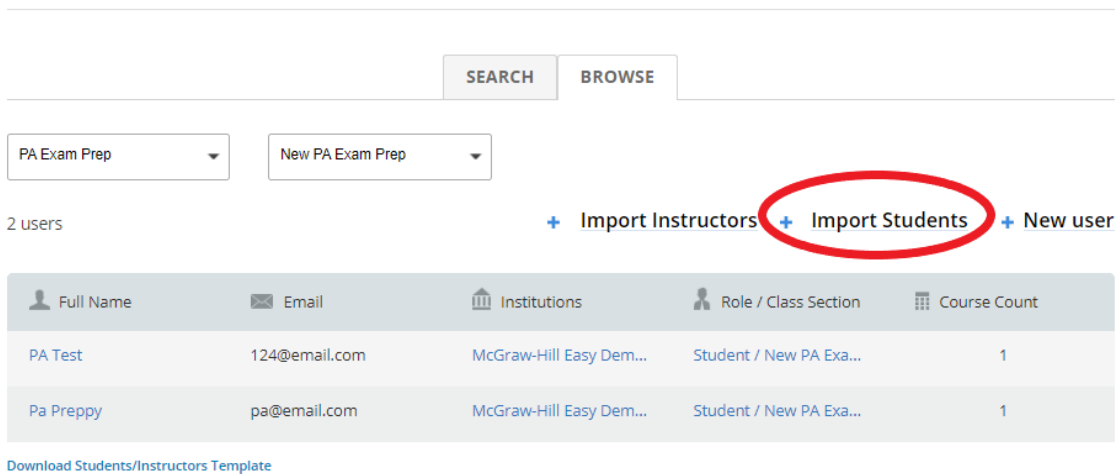 SEARCH BROWSE
PA Exam Prep New PA Exam Prep
2 users + Import Instructors + Import Students + New user
Full Name Email Institutions Role / Class Section Course Count
PA Test 124@email.com McGraw-Hill Easy Dem... Student / New PA Exa... 1
Pa Preppy pa@email.com McGraw-Hill Easy Dem... Student / New PA Exa... 1
Download Students/Instructors Template